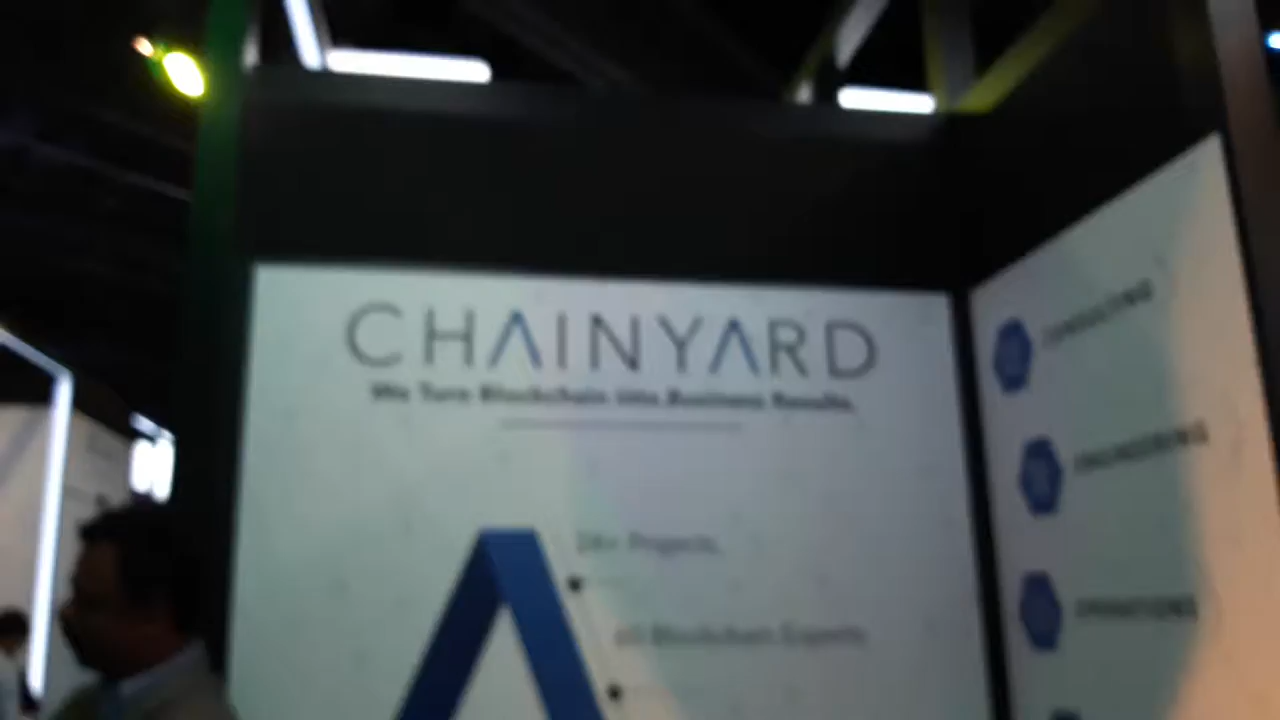 CHAINYARD
We Turn Blockchain into Business Results.
Projects
Blockchain Experts
CONSULTING
ENGINEERING
OPERATIONS